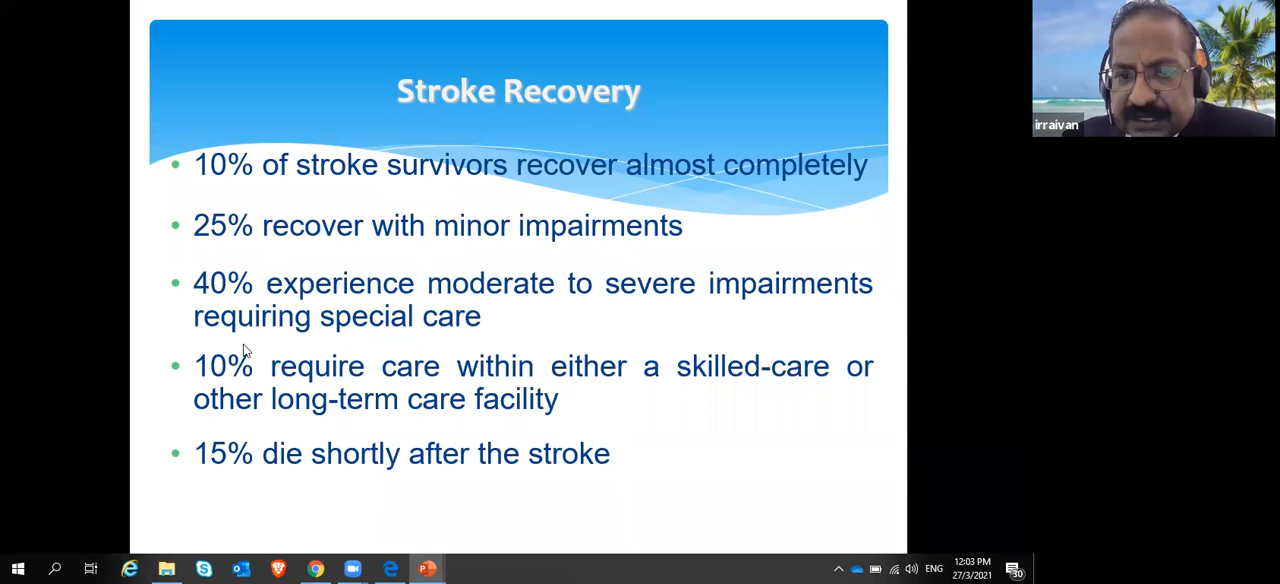 Stroke Recovery
• 10% of stroke survivors recover almost completely
• 25% recover with minor impairments
• 40% experience moderate to severe impairments
requiring special care
• 10% require care within either a skilled-care or
other long-term care facility
• 15% die shortly after the stroke
irraivan
ENG
12:03 PM
27/3/2021
30